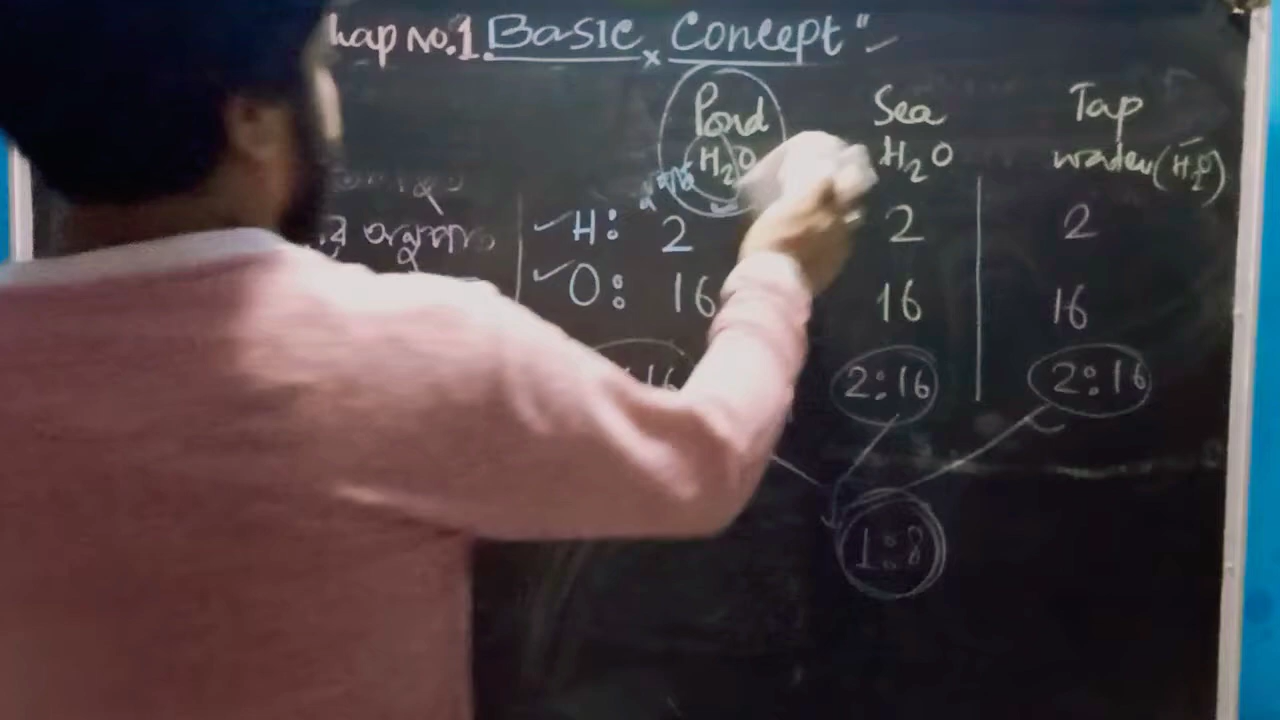 hap no.1. Basic Concept"
Pond Sea Tap
H₂O H₂O water (H₂O)
H: 2 2 2
O: 16 16 16
16 2:16 2:16
1:8